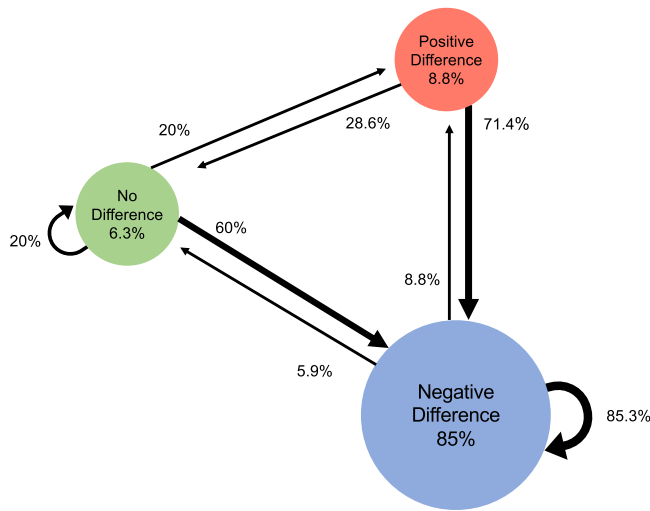 Positive
Difference
8.8%
20%
28.6%
71.4%
No
Difference
6.3%
20%
60%
8.8%
5.9%
Negative
Difference
85%
85.3%